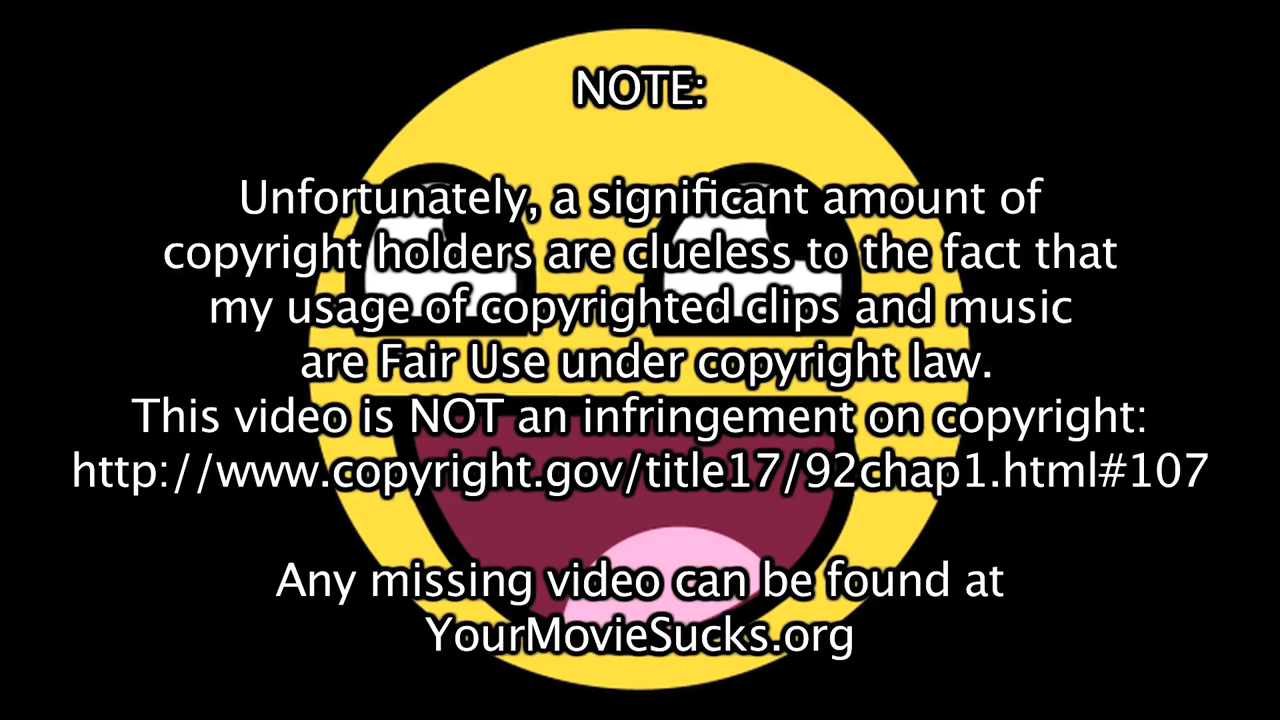 NOTE:
Unfortunately, a significant amount of
copyright holders are clueless to the fact that
my usage of copyrighted clips and music
are Fair Use under copyright law.
This video is NOT an infringement on copyright:
http://www.copyright.gov/title17/92chap1.html#107
Any missing video can be found at
YourMovieSucks.org